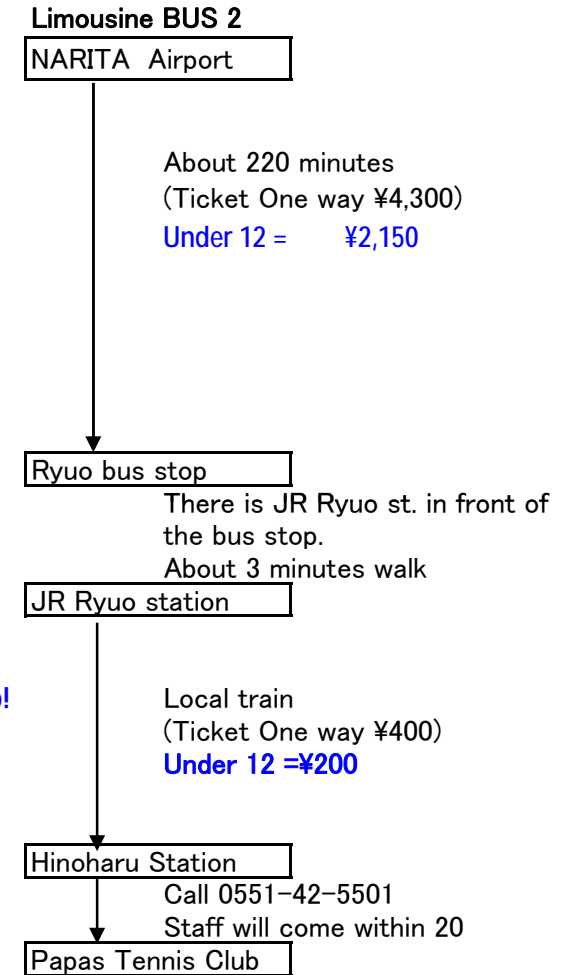 Limousine BUS 2
NARITA Airport
About 220 minutes
(Ticket One way ¥4,300)
Under 12 = ¥2,150
Ryuo bus stop
There is JR Ryuo st. in front of
the bus stop.
About 3 minutes walk
JR Ryuo station
!
Local train
(Ticket One way ¥400)
Under 12 =¥200
Hinoharu Station
Call 0551-42-5501
Staff will come within 20
Papas Tennis Club